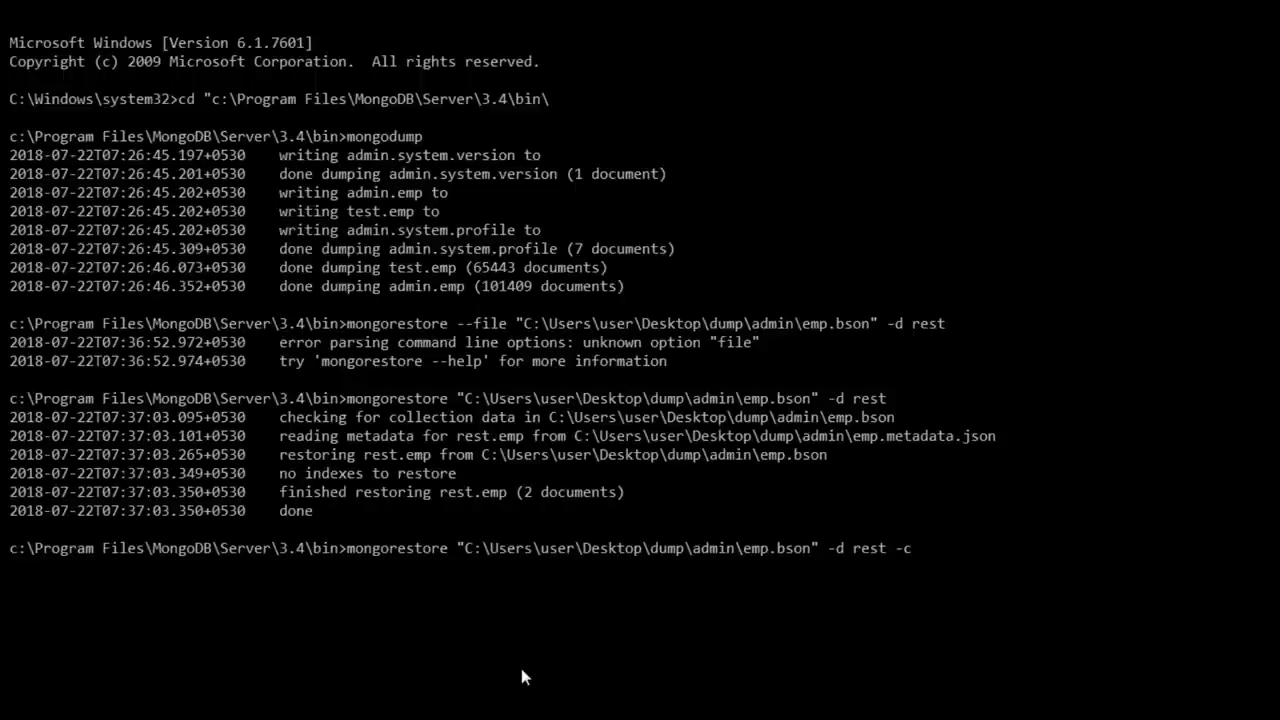 Microsoft Windows [Version 6.1.7601]
Copyright (c) 2009 Microsoft Corporation.  All rights reserved.
C:\Windows\system32>cd "c:\Program Files\MongoDB\Server\3.4\bin\
c:\Program Files\MongoDB\Server\3.4\bin>mongodump
2018-07-22T07:26:45.197+0530    writing admin.system.version to
2018-07-22T07:26:45.201+0530    done dumping admin.system.version (1 document)
2018-07-22T07:26:45.202+0530    writing admin.emp to
2018-07-22T07:26:45.202+0530    writing test.emp to
2018-07-22T07:26:45.202+0530    writing admin.system.profile to
2018-07-22T07:26:45.309+0530    done dumping admin.system.profile (7 documents)
2018-07-22T07:26:46.073+0530    done dumping test.emp (65443 documents)
2018-07-22T07:26:46.352+0530    done dumping admin.emp (101409 documents)
c:\Program Files\MongoDB\Server\3.4\bin>mongorestore --file "C:\Users\user\Desktop\dump\admin\emp.bson" -d rest
2018-07-22T07:36:52.972+0530    error parsing command line options: unknown option "file"
2018-07-22T07:36:52.974+0530    try 'mongorestore --help' for more information
c:\Program Files\MongoDB\Server\3.4\bin>mongorestore "C:\Users\user\Desktop\dump\admin\emp.bson" -d rest
2018-07-22T07:37:03.095+0530    checking for collection data in C:\Users\user\Desktop\dump\admin\emp.bson
2018-07-22T07:37:03.101+0530    reading metadata for rest.emp from C:\Users\user\Desktop\dump\admin\emp.metadata.json
2018-07-22T07:37:03.265+0530    restoring rest.emp from C:\Users\user\Desktop\dump\admin\emp.bson
2018-07-22T07:37:03.349+0530    no indexes to restore
2018-07-22T07:37:03.350+0530    finished restoring rest.emp (2 documents)
2018-07-22T07:37:03.350+0530    done
c:\Program Files\MongoDB\Server\3.4\bin>mongorestore "C:\Users\user\Desktop\dump\admin\emp.bson" -d rest -c